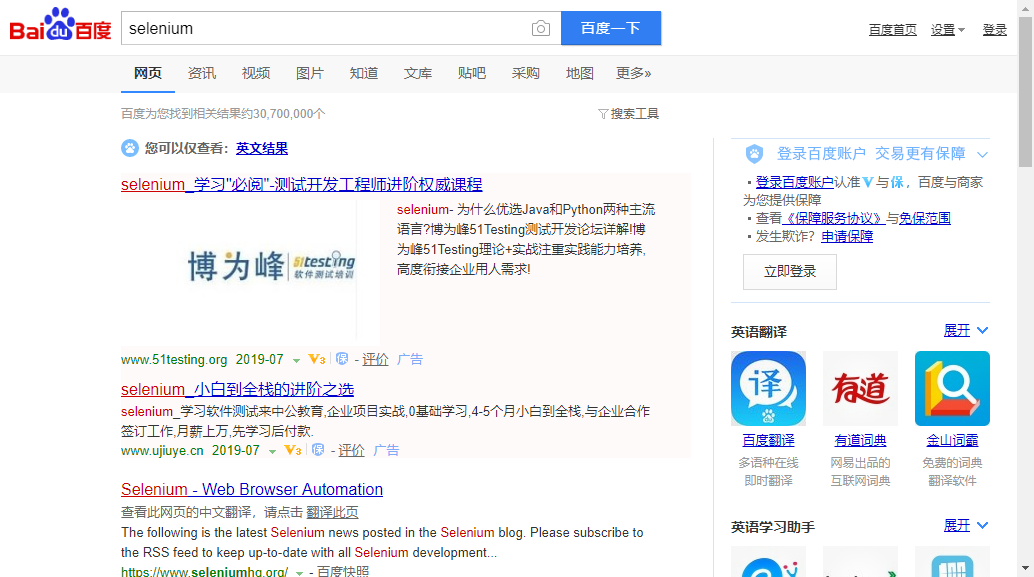 Bai du 百度
selenium
百度一下
百度首页 设置 登录
网页 资讯 视频 图片 知道 文库 贴吧 采购 地图 更多»
百度为您找到相关结果约30,700,000个
搜索工具
您可以仅查看：英文结果
selenium_学习"必阅"-测试开发工程师进阶权威课程
博为峰 51testing 软件测试培训
selenium- 为什么优选Java和Python两种主流
语言?博为峰51Testing测试开发论坛详解!博
为峰51Testing理论+实战注重实践能力培养,
高度衔接企业用人需求!
www.51testing.org 2019-07 V3 保 - 评价 广告
selenium_小白到全栈的进阶之选
selenium_学习软件测试来中公教育,企业项目实战,0基础学习,4-5个月小白到全栈,与企业合作
签订工作,月薪上万,先学习后付款.
www.ujiuye.cn 2019-07 V3 保 - 评价 广告
Selenium - Web Browser Automation
查看此网页的中文翻译，请点击 翻译此页
The following is the latest Selenium news posted in the Selenium blog. Please subscribe to
the RSS feed to keep up-to-date with all Selenium development...
https://www.seleniumhq.org/ - 百度快照
登录百度账户 交易更有保障
· 登录百度账户认准V与保，百度与商家
为您提供保障
· 查看《保障服务协议》与免保范围
· 发生欺诈？申请保障
立即登录
英语翻译 展开
译
有道
百度翻译 有道词典 金山词霸
多语种在线 网易出品的 免费的词典
即时翻译 互联网词典 翻译软件
英语学习助手 展开